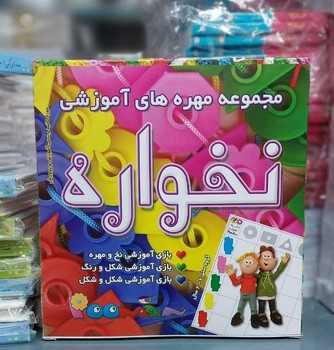 مجموعه مهره های آموزشی
نخواره
بازی آموزشی نخ و مهره
بازی آموزشی شکل و رنگ
بازی آموزشی شکل و شکل